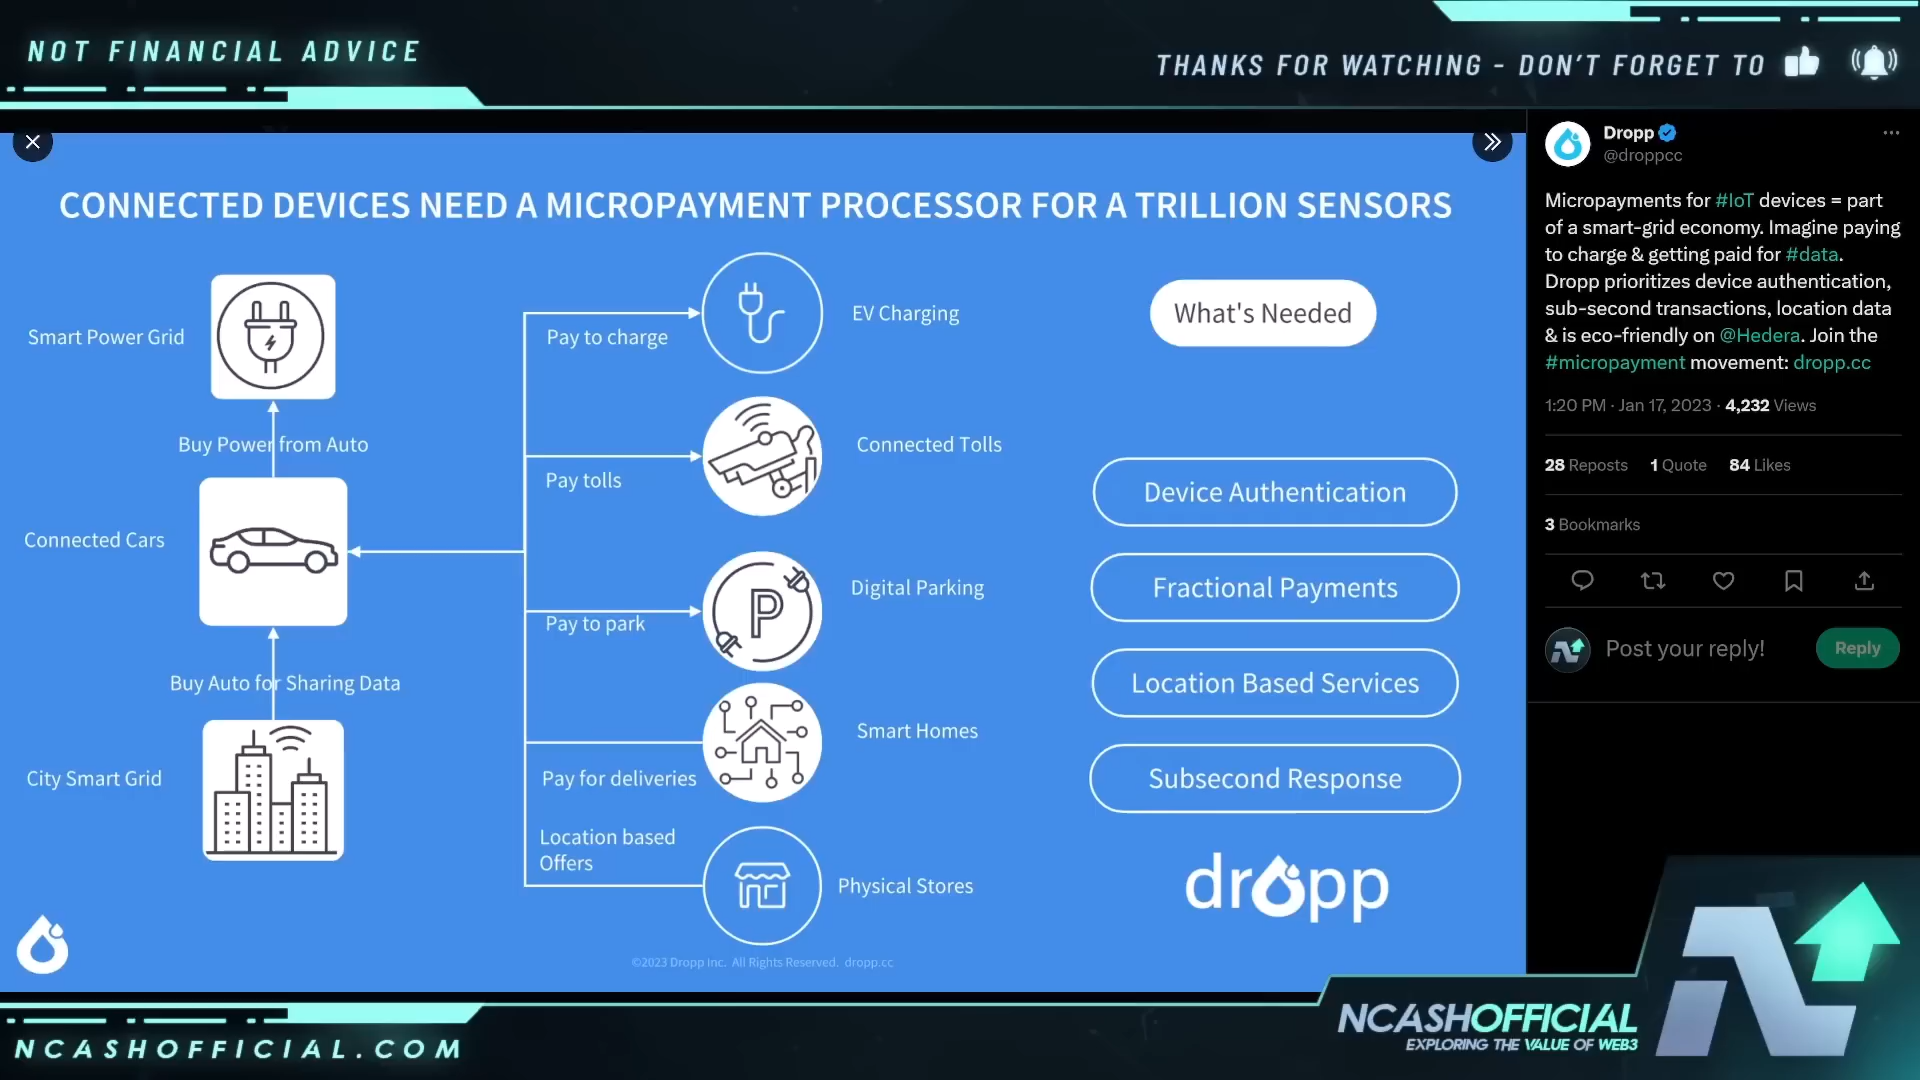 NOT FINANCIAL ADVICE
THANKS FOR WATCHING - DON'T FORGET TO
CONNECTED DEVICES NEED A MICROPAYMENT PROCESSOR FOR A TRILLION SENSORS
Smart Power Grid
Buy Power from Auto
Connected Cars
Buy Auto for Sharing Data
City Smart Grid
Pay to charge
EV Charging
Pay tolls
Connected Tolls
P
Pay to park
Digital Parking
Smart Homes
Pay for deliveries
Location based
Offers
Physical Stores
What's Needed
Device Authentication
Fractional Payments
Location Based Services
Subsecond Response
dropp
©2023 Dropp inc. All Rights Reserved. dropp.cc
Dropp
@droppcc
Micropayments for #IoT devices = part
of a smart-grid economy. Imagine paying
to charge & getting paid for #data.
Dropp prioritizes device authentication,
sub-second transactions, location data
& is eco-friendly on @Hedera. Join the
#micropayment movement: dropp.cc
1:20 PM · Jan 17, 2023 · 4,232 Views
28 Reposts 1 Quote 84 Likes
3 Bookmarks
Post your reply!
Reply
NCASHOFFICIAL.COM
NCASHOFFICIAL
EXPLORING THE VALUE OF WEB3